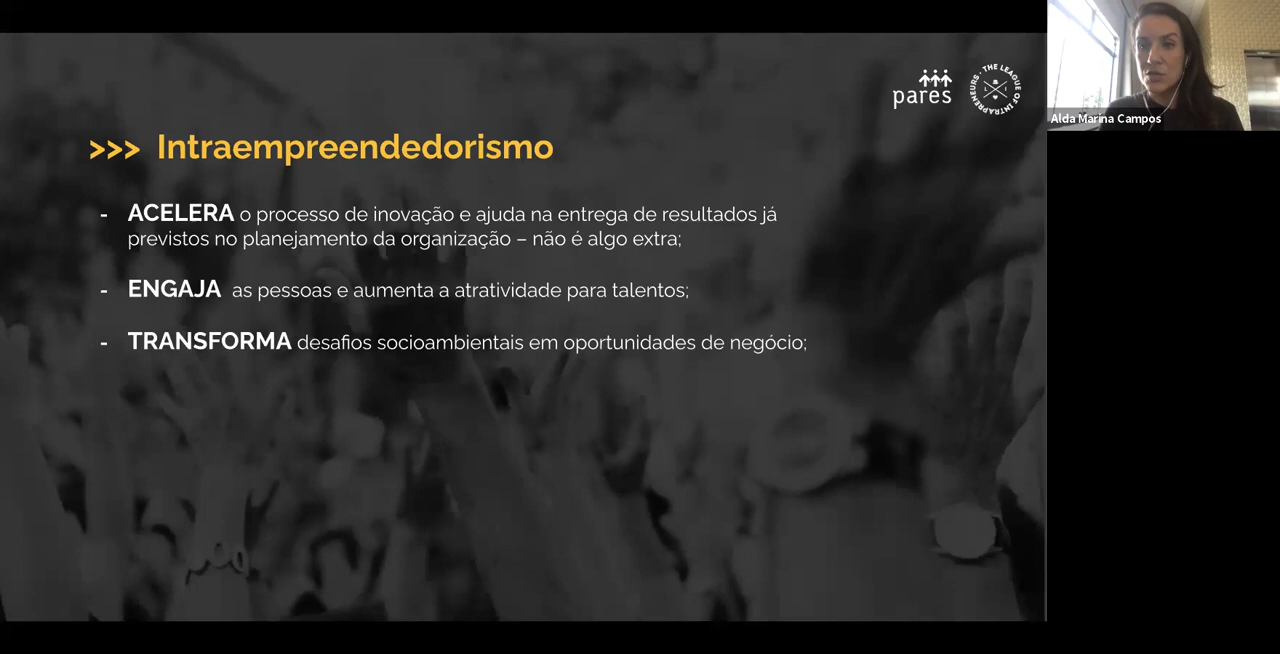 pares
THE LEAGUE OF INTRAPRENEURS
L I
Alda Marina Campos
>>> Intraempreendedorismo
- ACELERA o processo de inovação e ajuda na entrega de resultados já
previstos no planejamento da organização – não é algo extra;
- ENGAJA as pessoas e aumenta a atratividade para talentos;
- TRANSFORMA desafios socioambientais em oportunidades de negócio;